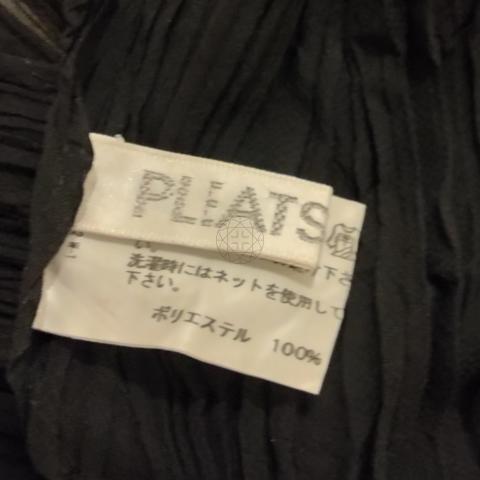 PLEATS
い。
洗濯時にはネットを使用して
下さい。
ポリエステル 100%